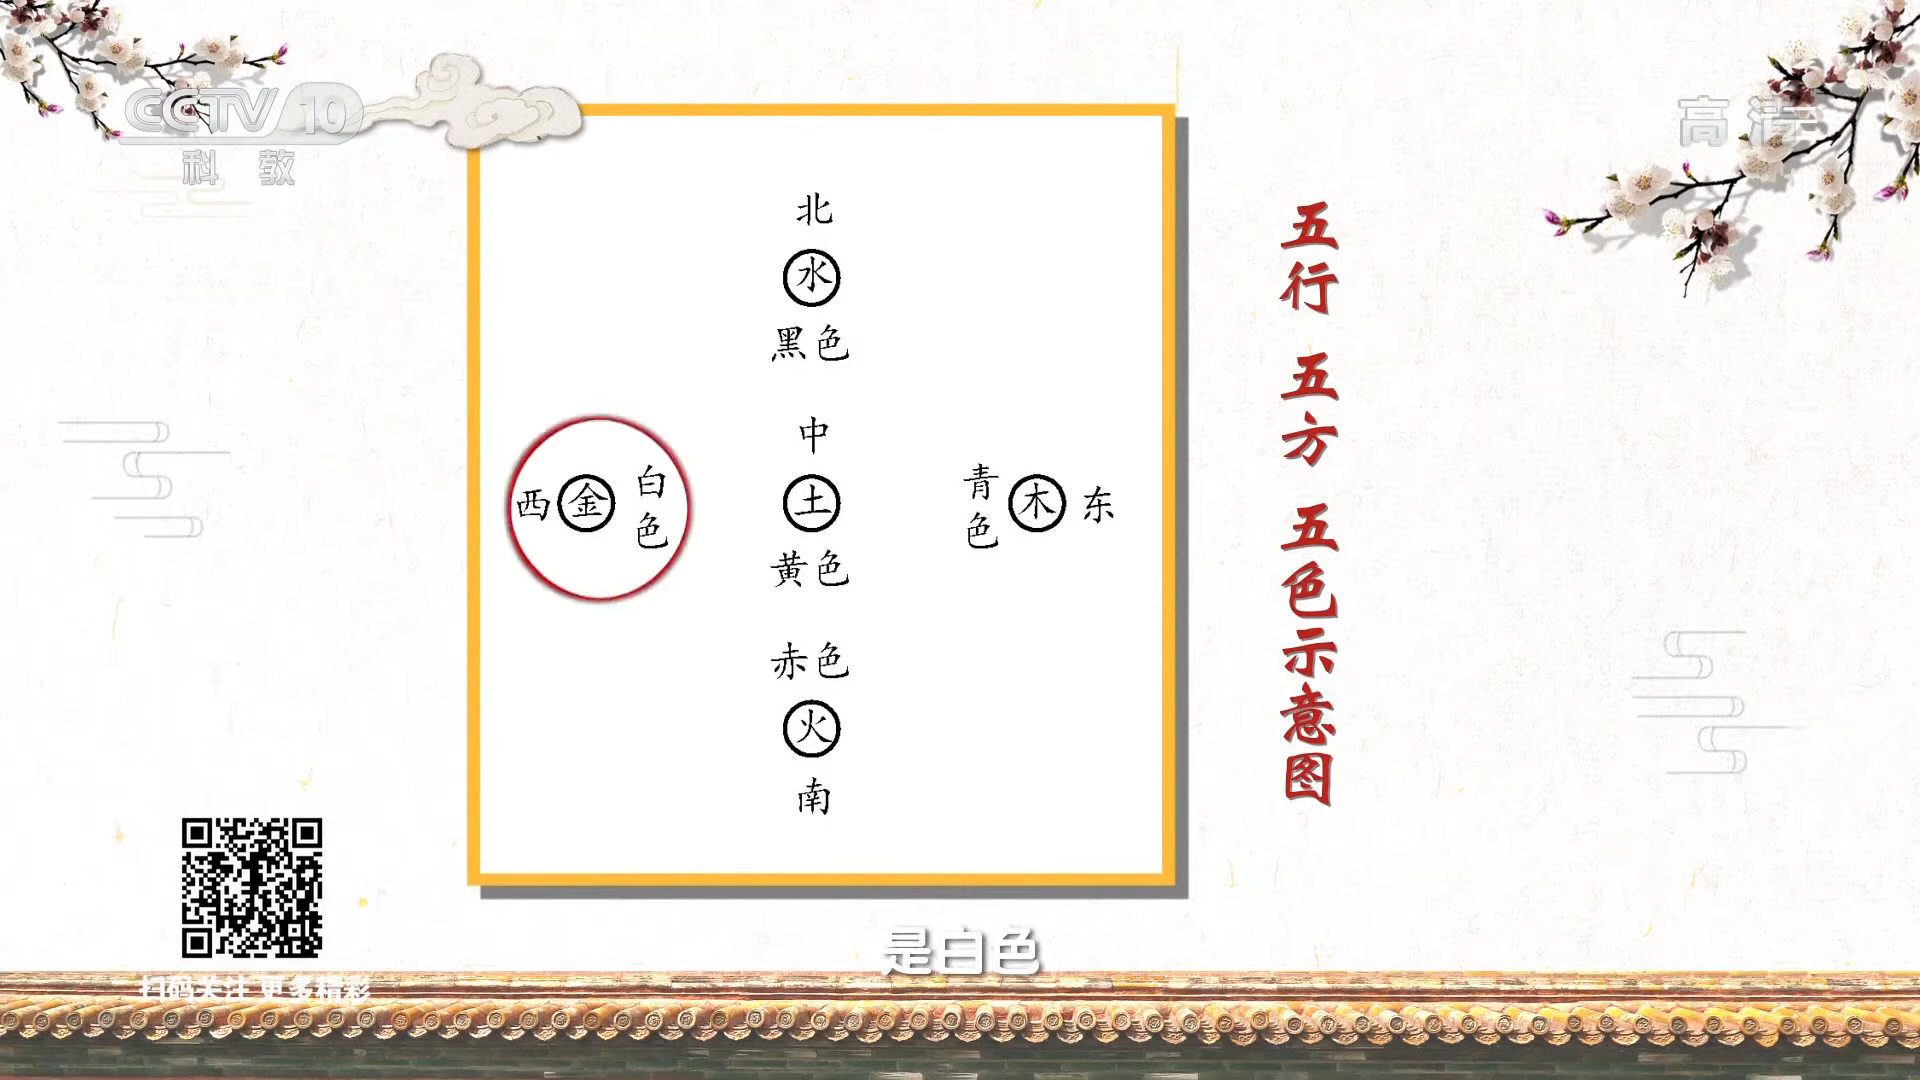 CCTV 10
科教
高清
北
水
黑色
中
西 金 白色
土
青色 木 东
黄色
赤色
火
南
五行 五方 五色示意图
是白色
扫码关注 更多精彩